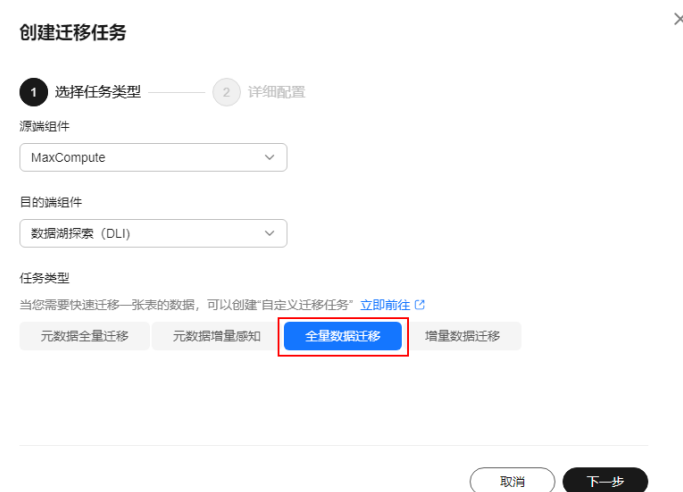 创建迁移任务
1 选择任务类型 2 详细配置
源端组件
MaxCompute
目的端组件
数据湖探索（DLI）
任务类型
当您需要快速迁移一张表的数据，可以创建“自定义迁移任务” 立即前往
元数据全量迁移 元数据增量感知 全量数据迁移 增量数据迁移
取消 下一步